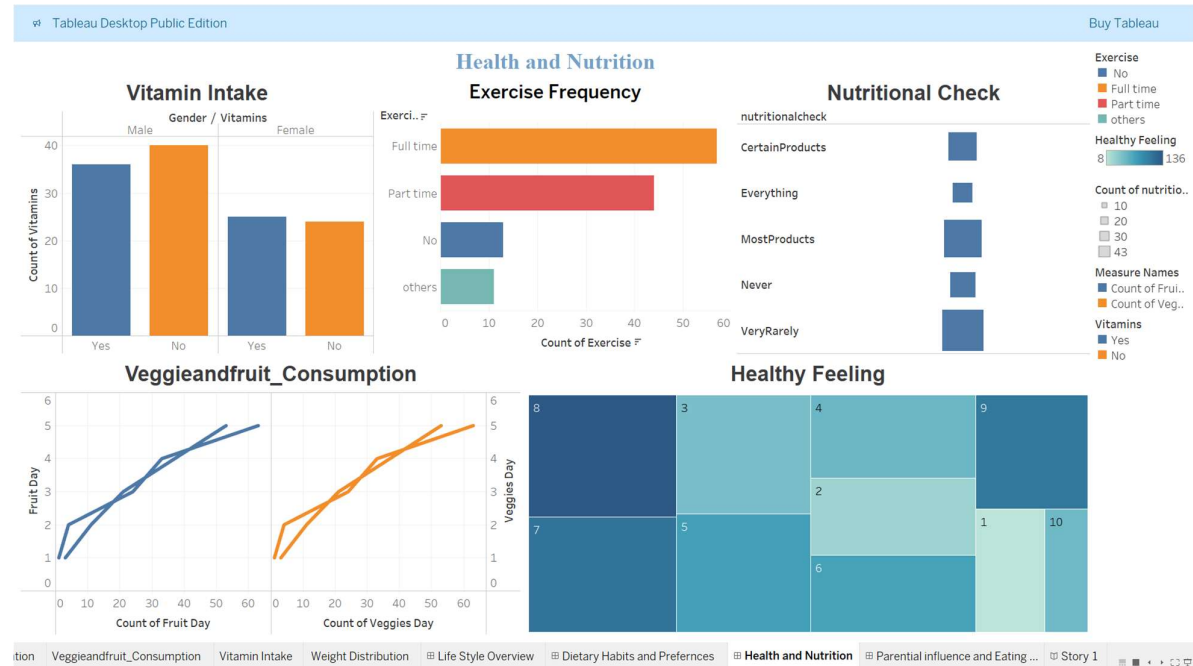 Tableau Desktop Public Edition
Buy Tableau
Health and Nutrition
Vitamin Intake
Gender / Vitamins
Male
Female
Count of Vitamins
40
30
20
10
0
Yes
No
Yes
No
Exercise Frequency
Exerci..
Full time
Part time
No
others
0 10 20 30 40 50 60
Count of Exercise
Nutritional Check
nutritionalcheck
CertainProducts
Everything
MostProducts
Never
VeryRarely
Exercise
No
Full time
Part time
others
Healthy Feeling
8 136
Count of nutritio..
10
20
30
43
Measure Names
Count of Frui..
Count of Veg..
Vitamins
Yes
No
Veggieandfruit_Consumption
Fruit Day
6
5
4
3
2
1
0
0 10 20 30 40 50 60
Count of Fruit Day
0 10 20 30 40 50 60
Count of Veggies Day
6
5
4
3
2
1
0
Veggies Day
Healthy Feeling
8
3
4
9
2
7
5
1
10
6
tion Veggieandfruit_Consumption Vitamin Intake Weight Distribution Life Style Overview Dietary Habits and Prefernces Health and Nutrition Parential influence and Eating ... Story 1